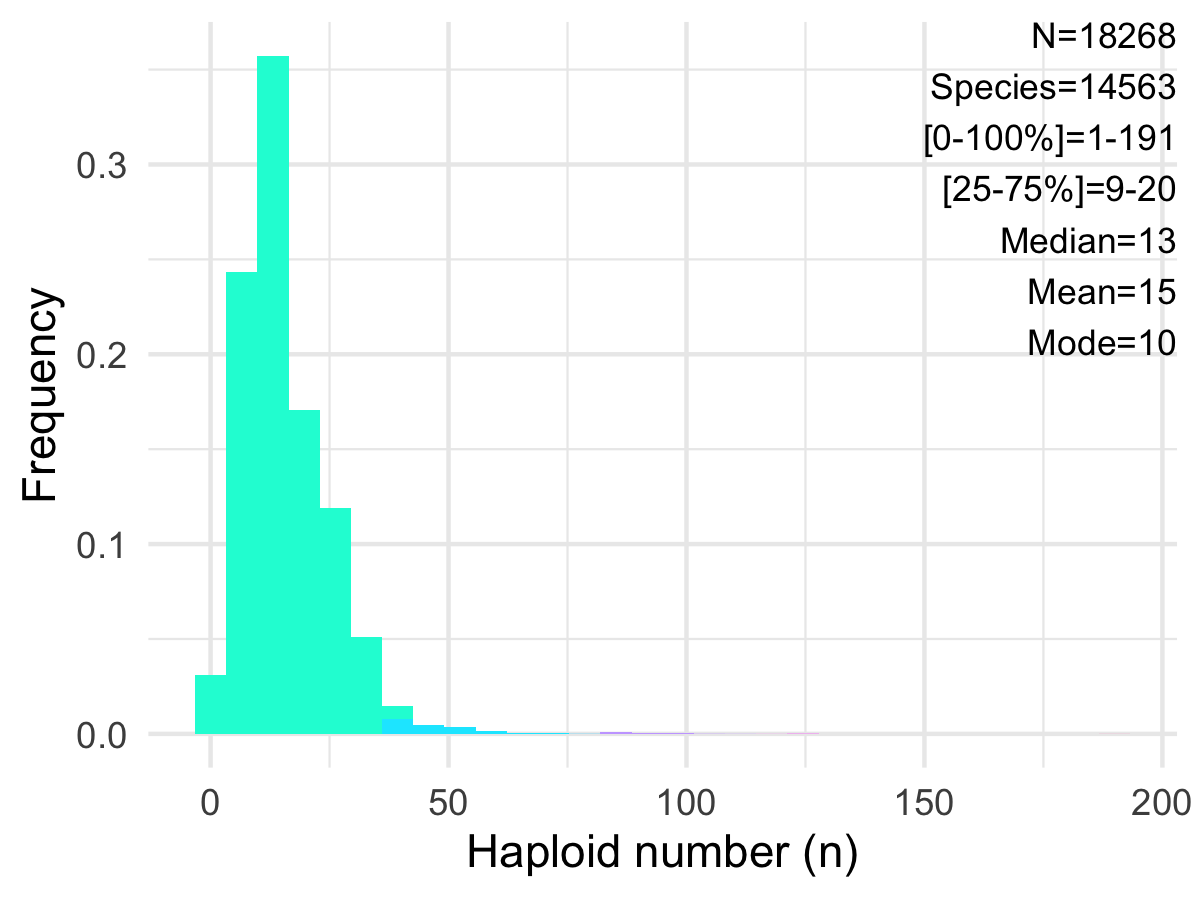 N=18268
Species=14563
[0-100%]=1-191
[25-75%]=9-20
Median=13
Mean=15
Mode=10
Frequency
0.3
0.2
0.1
0.0
0 50 100 150 200
Haploid number (n)